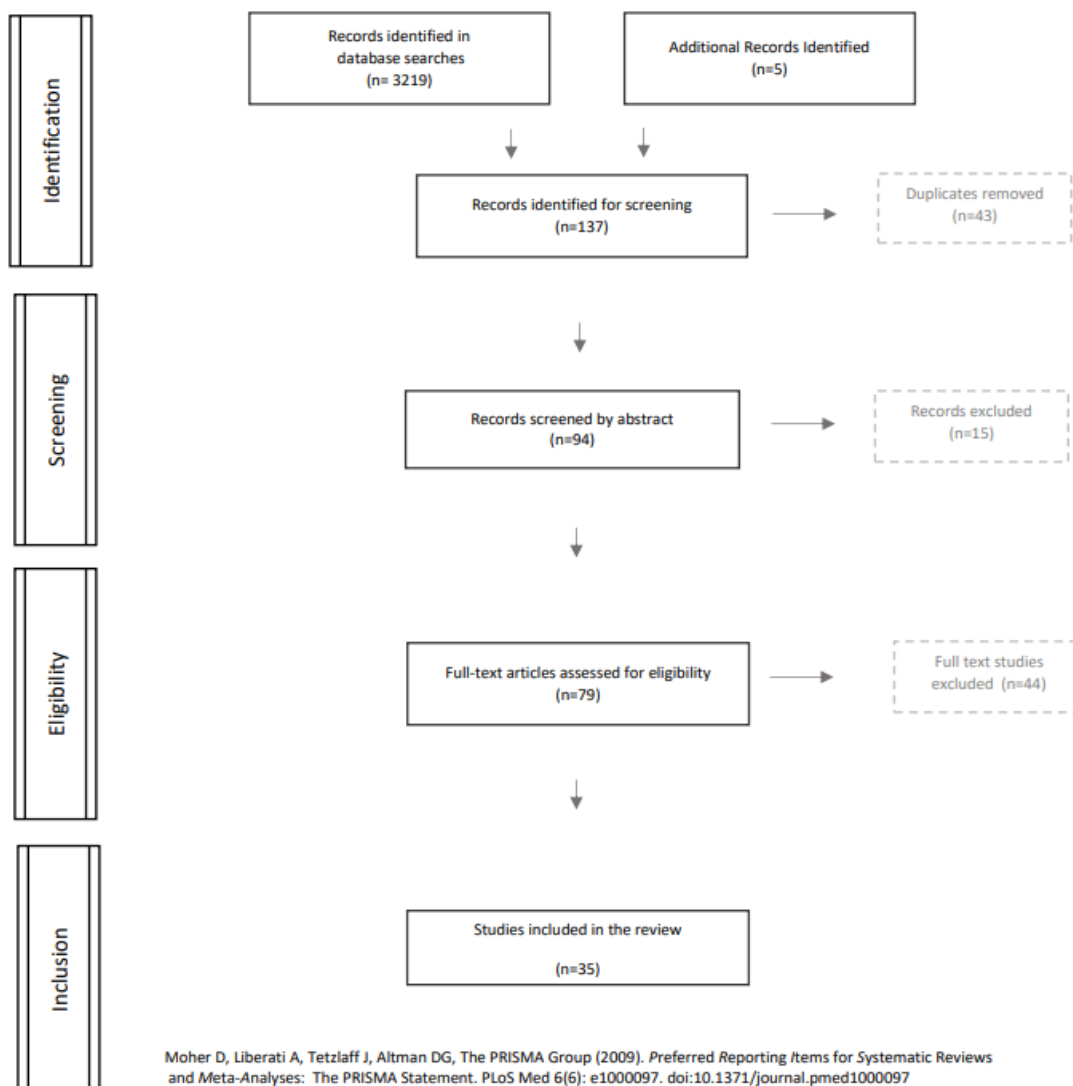 Identification
Records identified in
database searches
(n= 3219)
Additional Records Identified
(n=5)
Records identified for screening
(n=137)
Duplicates removed
(n=43)
Screening
Records screened by abstract
(n=94)
Records excluded
(n=15)
Eligibility
Full-text articles assessed for eligibility
(n=79)
Full text studies
excluded (n=44)
Inclusion
Studies included in the review
(n=35)
Moher D, Liberati A, Tetzlaff J, Altman DG, The PRISMA Group (2009). Preferred Reporting Items for Systematic Reviews
and Meta-Analyses: The PRISMA Statement. PLoS Med 6(6): e1000097. doi:10.1371/journal.pmed1000097